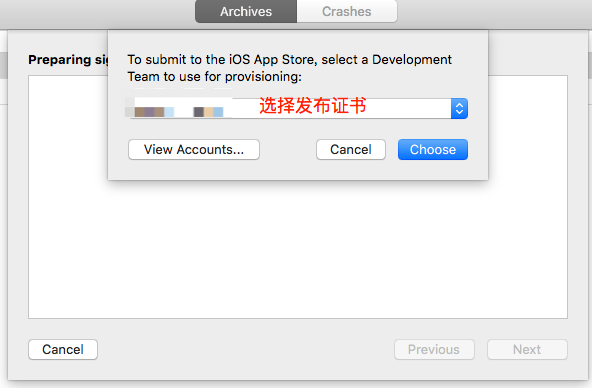 Archives
Crashes
Preparing sig
To submit to the iOS App Store, select a Development
Team to use for provisioning:
选择发布证书
View Accounts...
Cancel
Choose
Cancel
Previous
Next